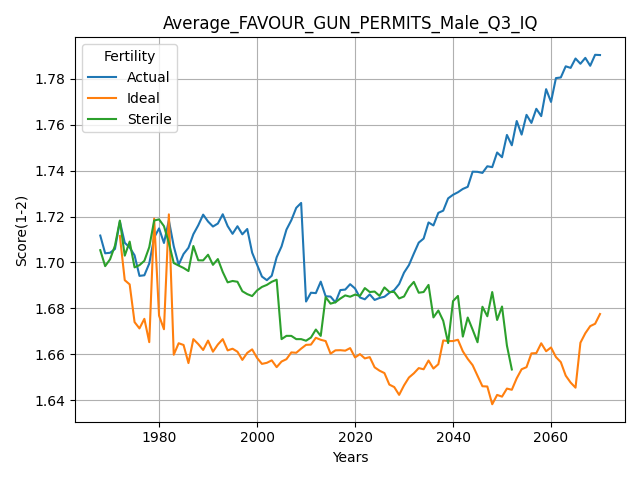 Average_FAVOUR_GUN_PERMITS_Male_Q3_IQ
Fertility
Actual
Ideal
Sterile
Score(1-2)
1.78
1.76
1.74
1.72
1.70
1.68
1.66
1.64
1980
2000
2020
2040
2060
Years